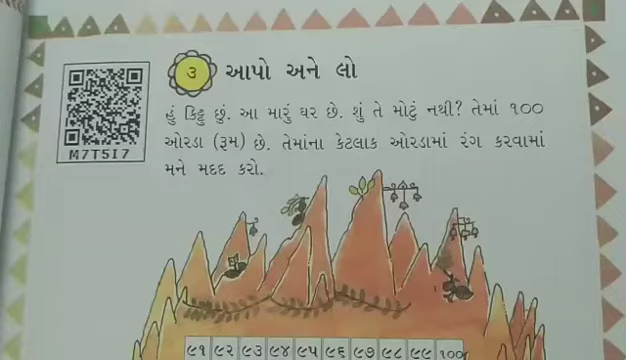 ૩ આપો અને લો
હું કિટ્ટુ છું. આ મારું ઘર છે. શું તે મોટું નથી? તેમાં ૧૦૦
ઓરડા (રૂમ) છે. તેમાંના કેટલાક ઓરડામાં રંગ કરવામાં
મને મદદ કરો.
M7T5I7
૯૧ ૯૨ ૯૩ ૯૪ ૯૫ ૯૬ ૯૭ ૯૮ ૯૯ ૧૦૦